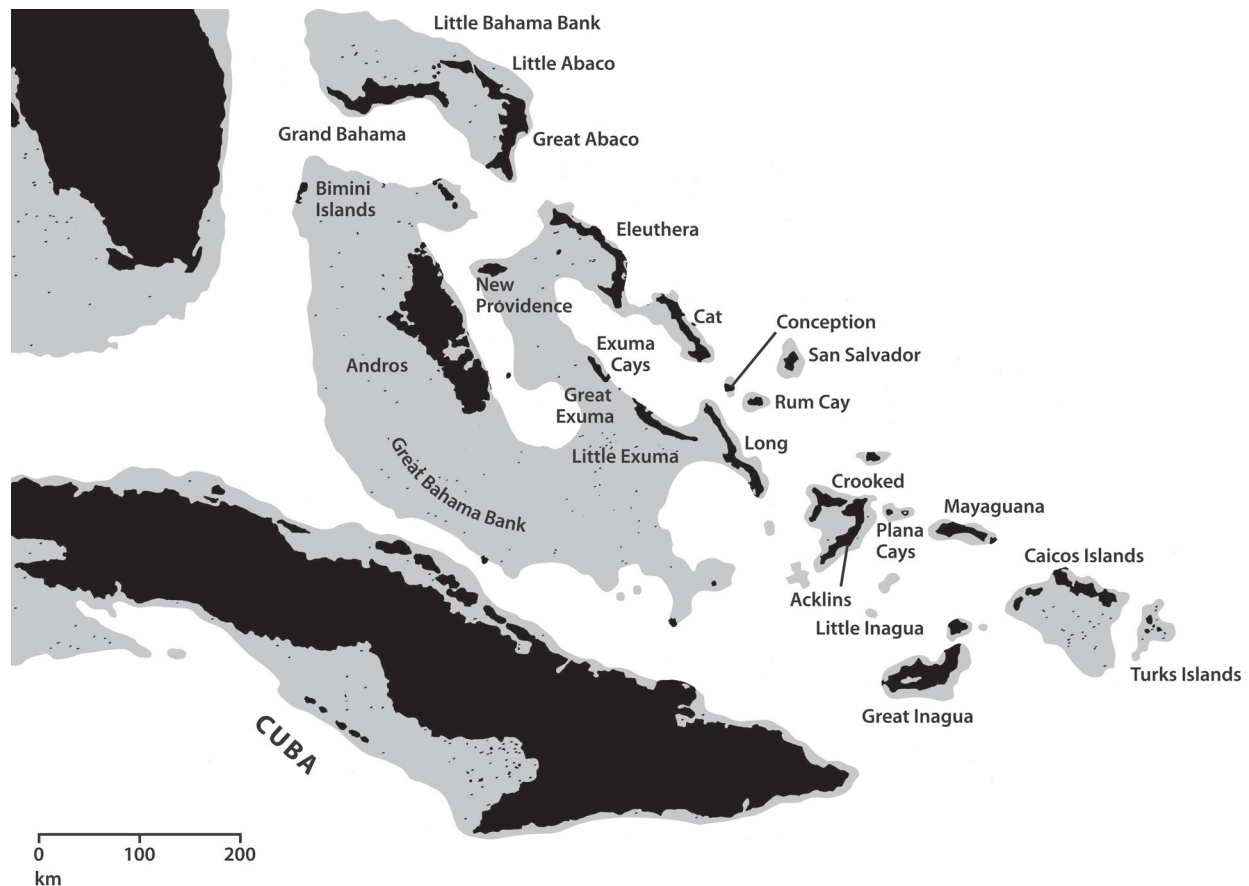 Little Bahama Bank
Little Abaco
Grand Bahama
Great Abaco
Bimini
Islands
Eleuthera
New
Providence
Cat
Conception
Exuma
Cays
San Salvador
Andros
Great
Exuma
Rum Cay
Little Exuma
Long
Great Bahama Bank
Crooked
Mayaguana
Plana
Cays
Caicos Islands
Acklins
Little Inagua
Turks Islands
Great Inagua
CUBA
0 100 200
km